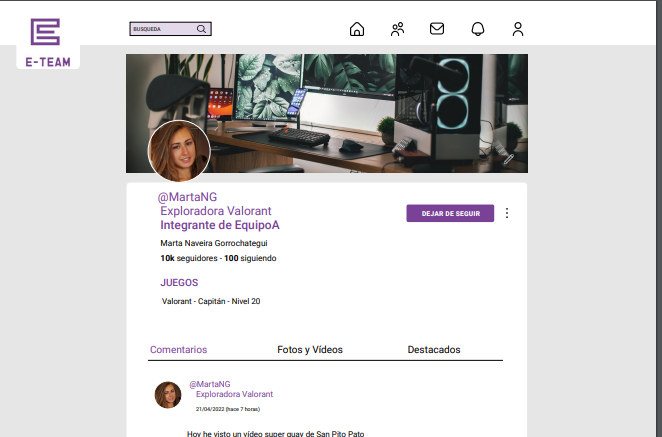 E-TEAM
BUSQUEDA
@MartaNG
Exploradora Valorant
Integrante de EquipoA
DEJAR DE SEGUIR
Marta Naveira Gorrochategui
10k seguidores - 100 siguiendo
JUEGOS
Valorant - Capitán - Nivel 20
Comentarios Fotos y Vídeos Destacados
@MartaNG
Exploradora Valorant
21/04/2022 (hace 7 horas)
Hoy he visto un vídeo super guay de San Pito Pato